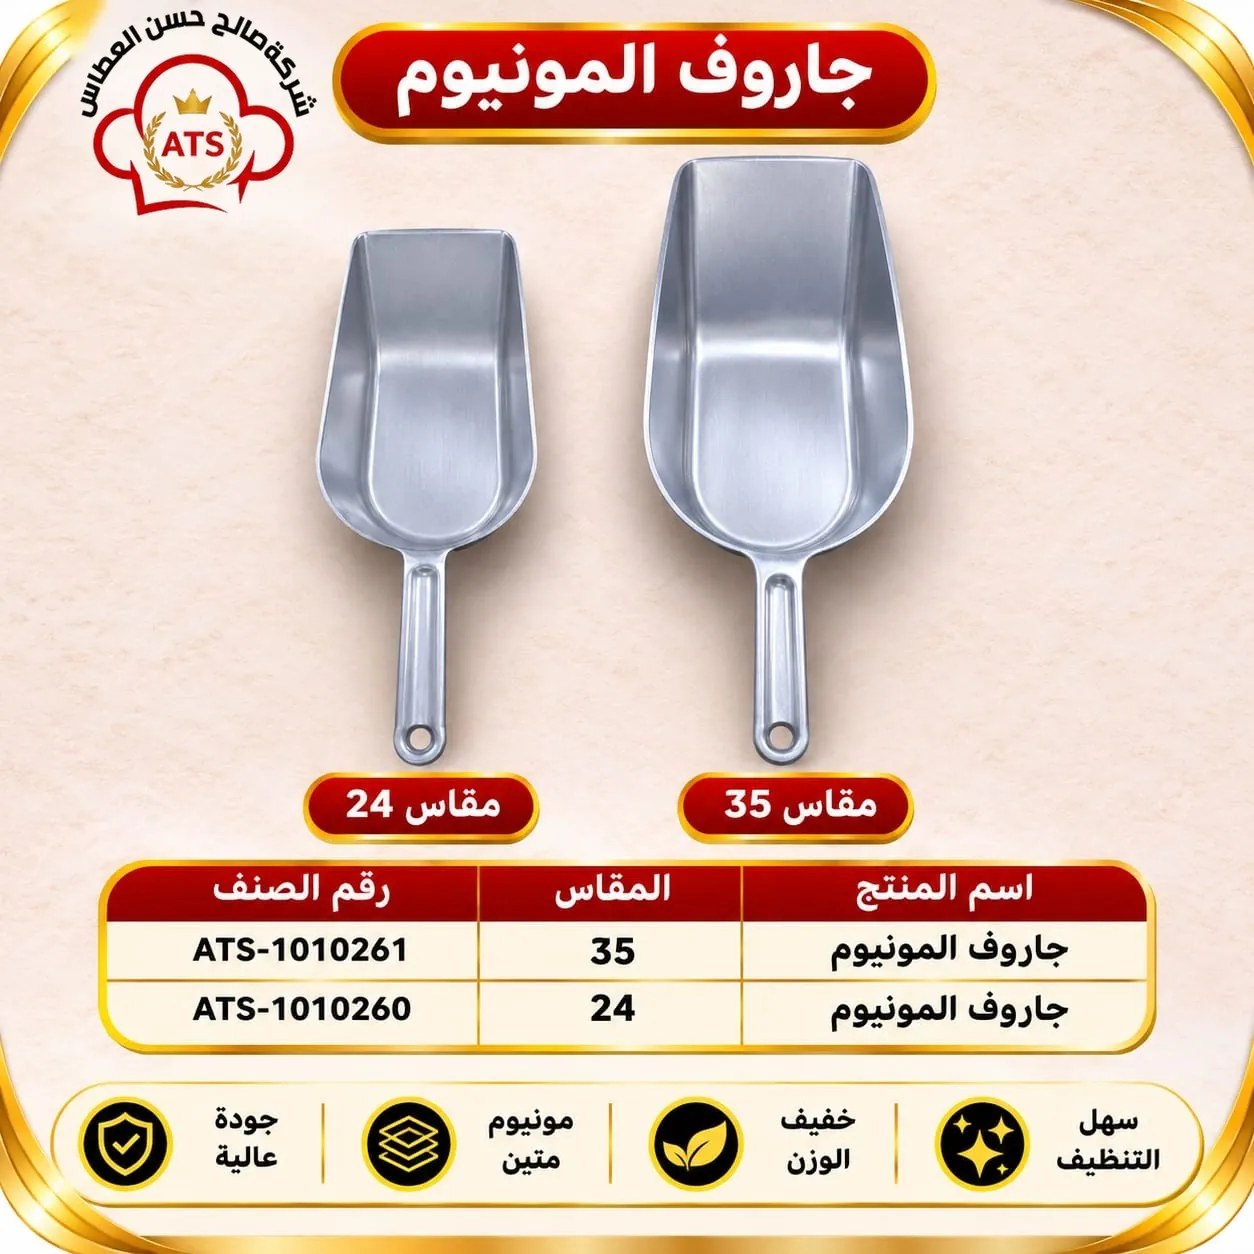 شركة صالح حسن العطاس
ATS
جاروف المونيوم
مقاس 24
مقاس 35
اسم المنتج المقاس رقم الصنف
جاروف المونيوم 35 ATS-1010261
جاروف المونيوم 24 ATS-1010260
سهل
التنظيف
خفيف
الوزن
مونيوم
متين
جودة
عالية